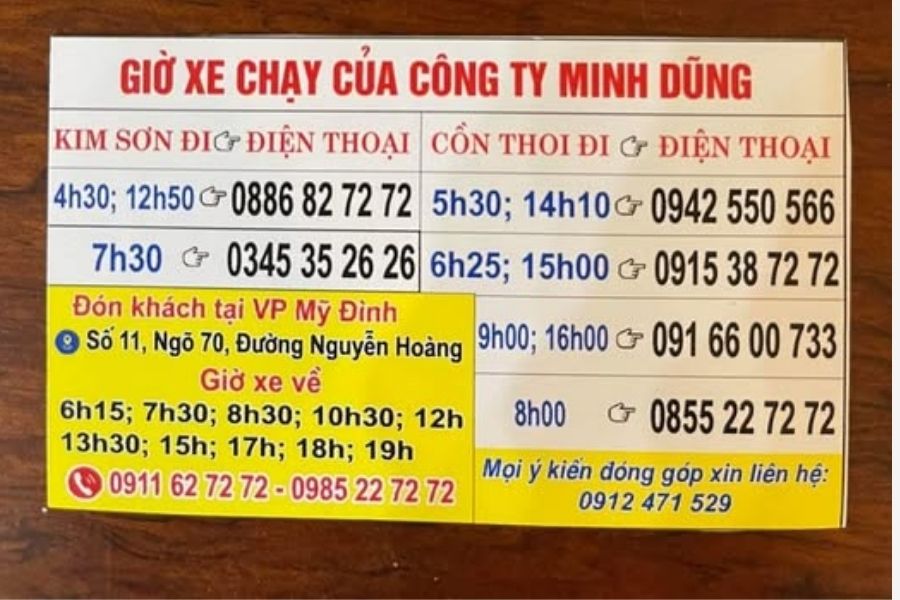 GIỜ XE CHẠY CỦA CÔNG TY MINH DŨNG
KIM SƠN ĐI ĐIỆN THOẠI
4h30; 12h50 0886 82 72 72
7h30 0345 35 26 26
CỒN THOI ĐI ĐIỆN THOẠI
5h30; 14h10 0942 550 566
6h25; 15h00 0915 38 72 72
9h00; 16h00 091 66 00 733
8h00 0855 22 72 72
Đón khách tại VP Mỹ Đình
Số 11, Ngõ 70, Đường Nguyễn Hoàng
Giờ xe về
6h15; 7h30; 8h30; 10h30; 12h
13h30; 15h; 17h; 18h; 19h
0911 62 72 72 - 0985 22 72 72
Mọi ý kiến đóng góp xin liên hệ:
0912 471 529